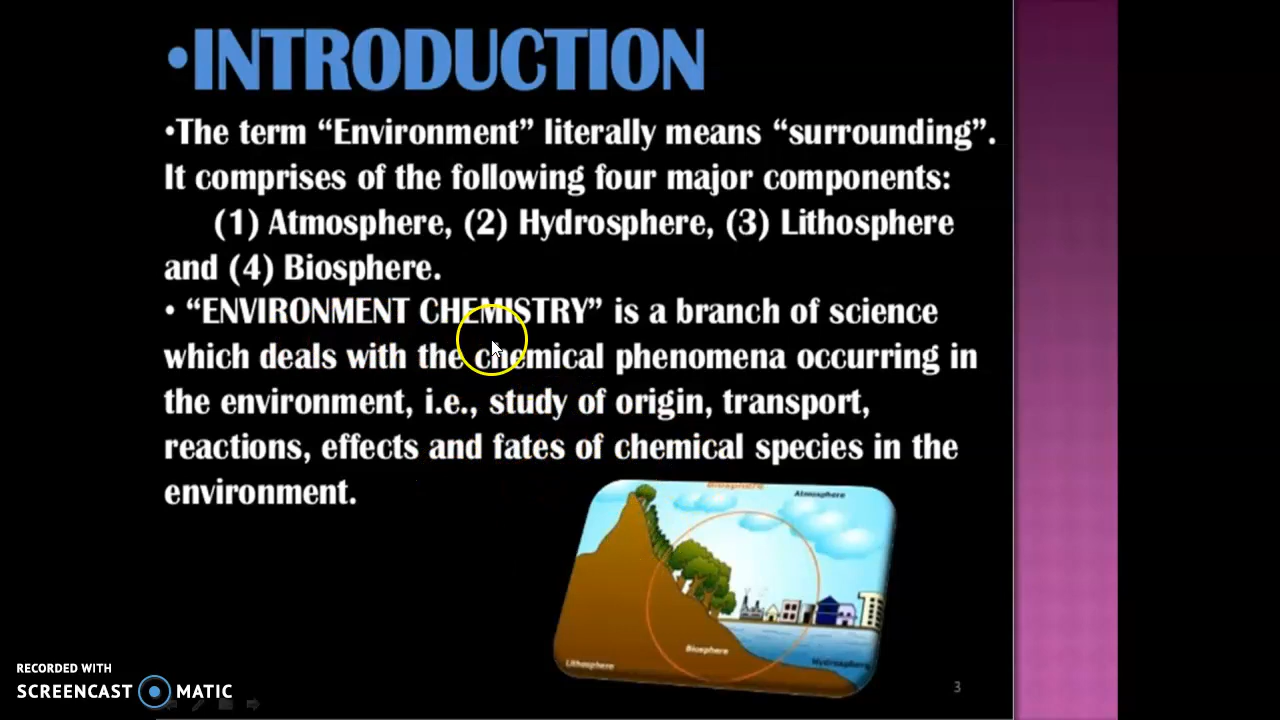 •INTRODUCTION
•The term “Environment” literally means “surrounding”.
It comprises of the following four major components:
(1) Atmosphere, (2) Hydrosphere, (3) Lithosphere
and (4) Biosphere.
• “ENVIRONMENT CHEMISTRY” is a branch of science
which deals with the chemical phenomena occurring in
the environment, i.e., study of origin, transport,
reactions, effects and fates of chemical species in the
environment.
Biosphere
Atmosphere
Biosphere
Lithosphere
Hydrosphere
3
RECORDED WITH
SCREENCAST MATIC